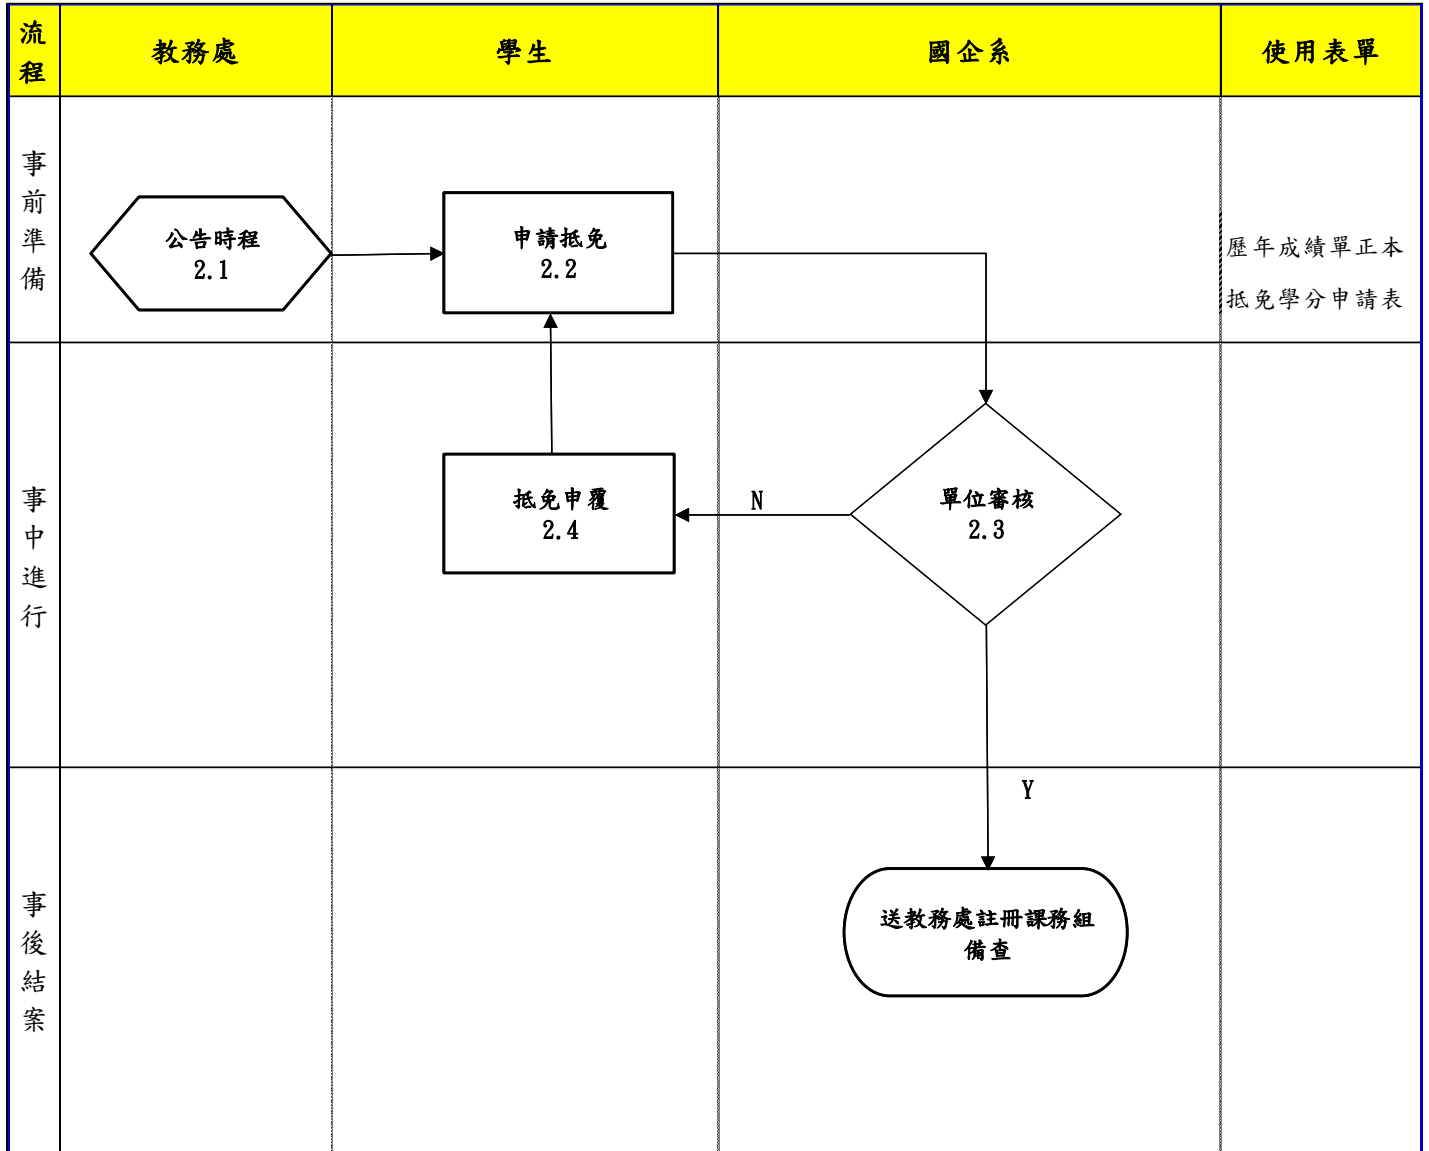 流程
教務處
學生
國企系
使用表單
事前準備
公告時程
2.1
申請抵免
2.2
歷年成績單正本
抵免學分申請表
事中進行
抵免申覆
2.4
N
單位審核
2.3
Y
事後結案
送教務處註冊課務組
備查